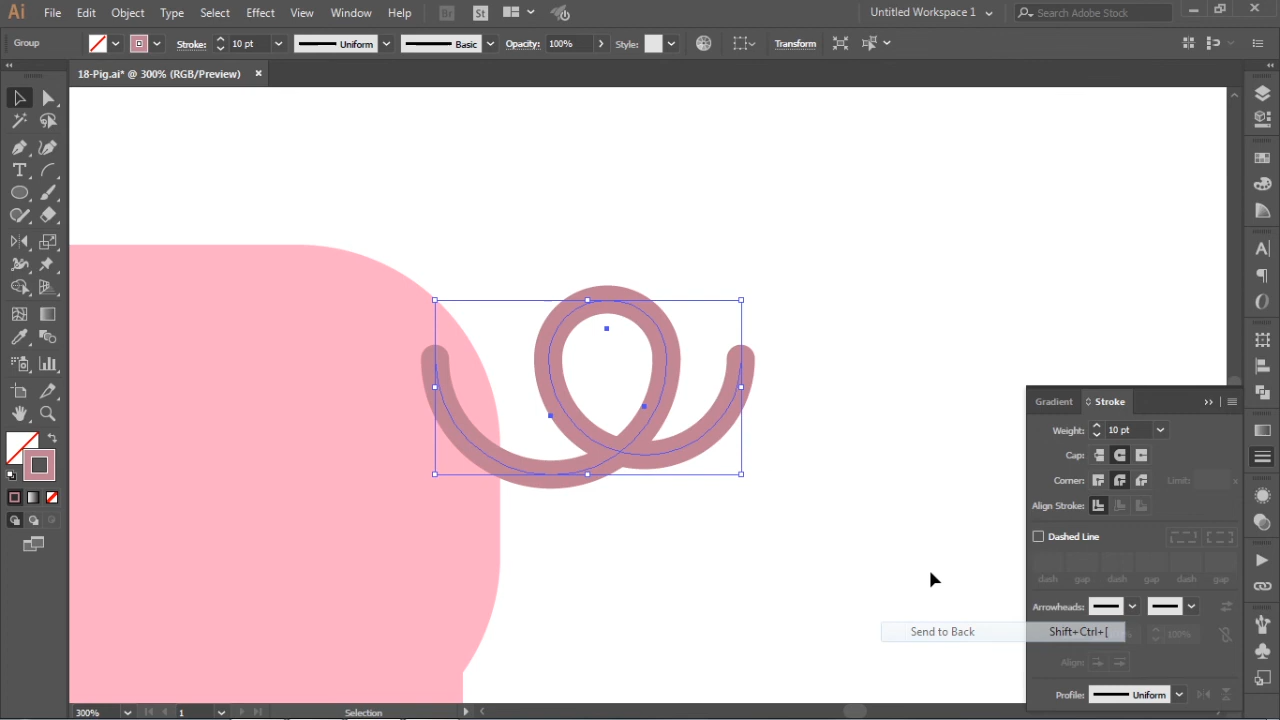 Ai File Edit Object Type Select Effect View Window Help Br St Untitled Workspace 1 Search Adobe Stock
Group Stroke: 10 pt Uniform Basic Opacity: 100% Style: Transform
18-Pig.ai* @ 300% (RGB/Preview)
Gradient Stroke
Weight: 10 pt
Cap:
Corner: Limit: x
Align Stroke:
Dashed Line
dash gap dash gap dash gap
Arrowheads:
Send to Back Shift+Ctrl+[ 100%
Align:
Profile: Uniform
300% 1 Selection